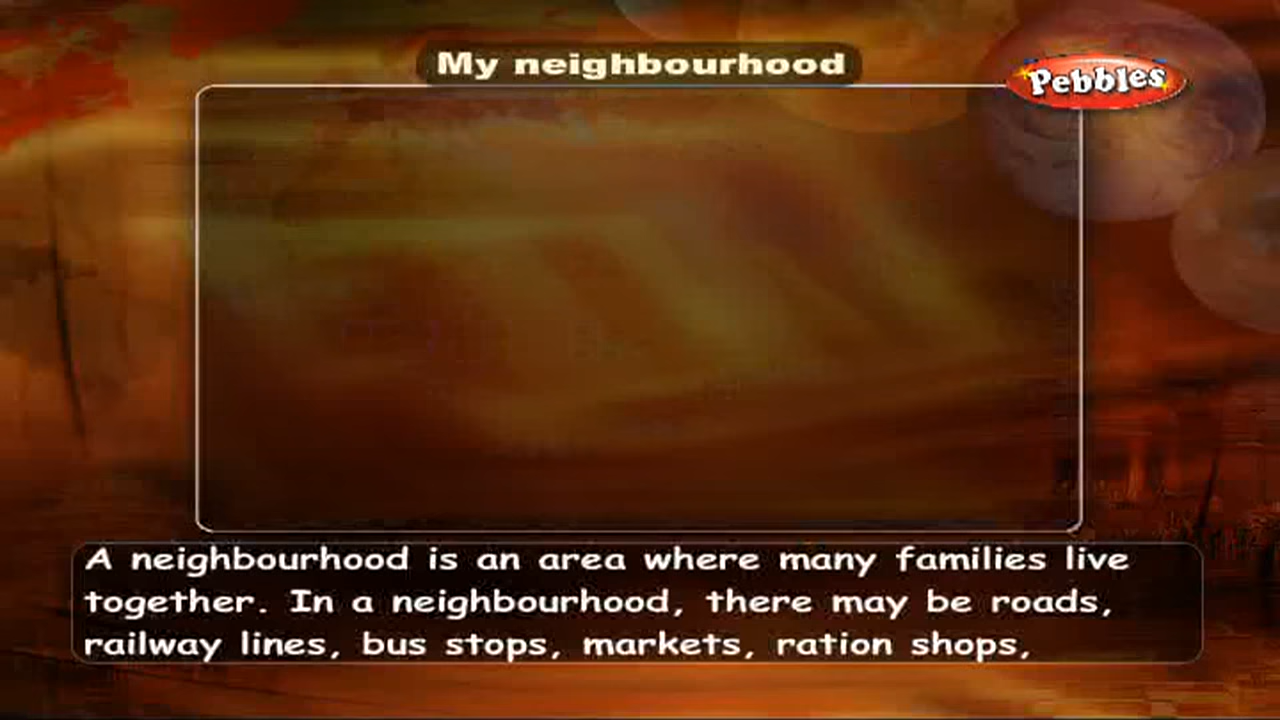 My neighbourhood
Pebbles
A neighbourhood is an area where many families live
together. In a neighbourhood, there may be roads,
railway lines, bus stops, markets, ration shops,